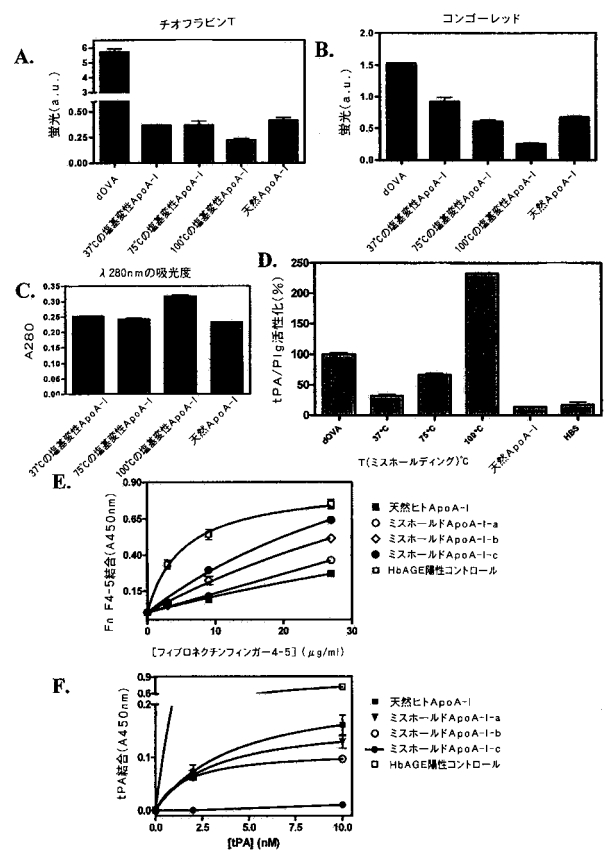 A.
チオフラビンT
蛍光(a.u.)
6
5
4
3
2
1
0.50
0.25
0.00
dOVA
37℃の塩基変性ApoA-I
75℃の塩基変性ApoA-I
100℃の塩基変性ApoA-I
天然ApoA-I
B.
コンゴーレッド
蛍光(a.u.)
2.0
1.5
1.0
0.5
0.0
dOVA
37℃の塩基変性ApoA-I
75℃の塩基変性ApoA-I
100℃の塩基変性ApoA-I
天然ApoA-I
C.
λ280nmの吸光度
A280
0.35
0.30
0.25
0.20
0.15
0.10
0.05
0.00
37℃の塩基変性ApoA-I
75℃の塩基変性ApoA-I
100℃の塩基変性ApoA-I
天然ApoA-I
D.
tPA/Plg活性化(%)
250
200
150
100
50
0
dOVA
37℃
75℃
100℃
天然ApoA-I
HBS
T(ミスホールディング)℃
E.
Fn F4-5結合(A450nm)
0.90
0.65
0.40
0.15
0
10
20
30
[フィブロネクチンフィンガー4-5](μg/ml)
天然ヒトApoA-I
ミスホールドApoA-I-a
ミスホールドApoA-I-b
ミスホールドApoA-I-c
HbAGE陽性コントロール
F.
tPA結合(A450nm)
0.9
0.2
0.1
0.0
0.0
2.5
5.0
7.5
10.0
[tPA](nM)
天然ヒトApoA-I
ミスホールドApoA-I-a
ミスホールドApoA-I-b
ミスホールドApoA-I-c
HbAGE陽性コントロール